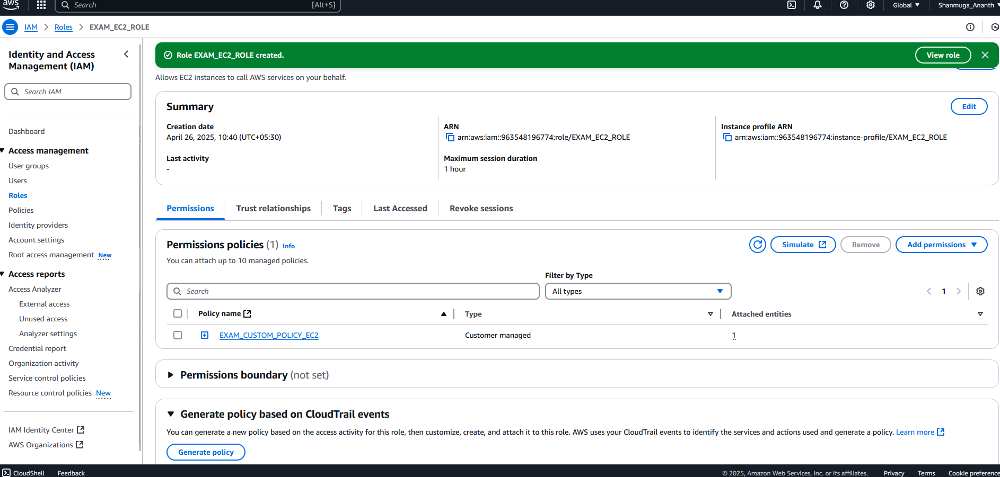 aws
Search [Alt+S]
Global
Shanmuga_Ananth
IAM
Roles
EXAM_EC2_ROLE
Identity and Access
Management (IAM)
Search IAM
Dashboard
Access management
User groups
Users
Roles
Policies
Identity providers
Account settings
Root access management New
Access reports
Access Analyzer
External access
Unused access
Analyzer settings
Credential report
Organization activity
Service control policies
Resource control policies New
IAM Identity Center
AWS Organizations
Role EXAM_EC2_ROLE created.
View role
Allows EC2 instances to call AWS services on your behalf.
Summary
Edit
Creation date
April 26, 2025, 10:40 (UTC+05:30)
Last activity
-
ARN
arn:aws:iam::963548196774:role/EXAM_EC2_ROLE
Maximum session duration
1 hour
Instance profile ARN
arn:aws:iam::963548196774:instance-profile/EXAM_EC2_ROLE
Permissions
Trust relationships
Tags
Last Accessed
Revoke sessions
Permissions policies (1) Info
You can attach up to 10 managed policies.
Simulate
Remove
Add permissions
Filter by Type
Search
All types
1
Policy name
Type
Attached entities
EXAM_CUSTOM_POLICY_EC2
Customer managed
1
Permissions boundary (not set)
Generate policy based on CloudTrail events
You can generate a new policy based on the access activity for this role, then customize, create, and attach it to this role. AWS uses your CloudTrail events to identify the services and actions used and generate a policy. Learn more
Generate policy
CloudShell
Feedback
© 2025, Amazon Web Services, Inc. or its affiliates.
Privacy
Terms
Cookie preference